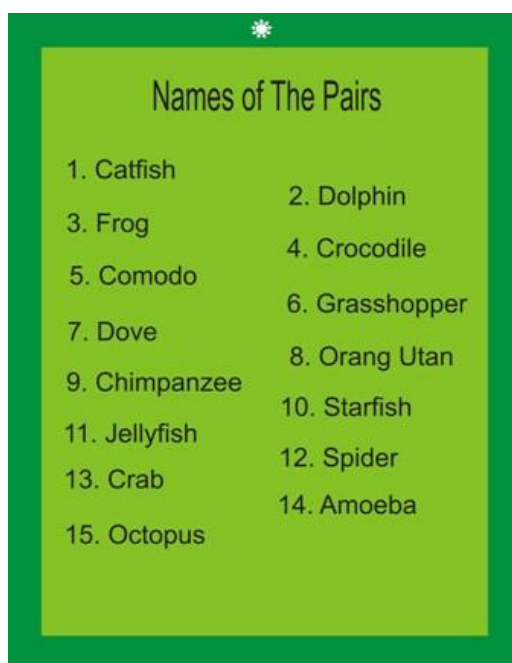 Names of The Pairs
1. Catfish
2. Dolphin
3. Frog
4. Crocodile
5. Comodo
6. Grasshopper
7. Dove
8. Orang Utan
9. Chimpanzee
10. Starfish
11. Jellyfish
12. Spider
13. Crab
14. Amoeba
15. Octopus